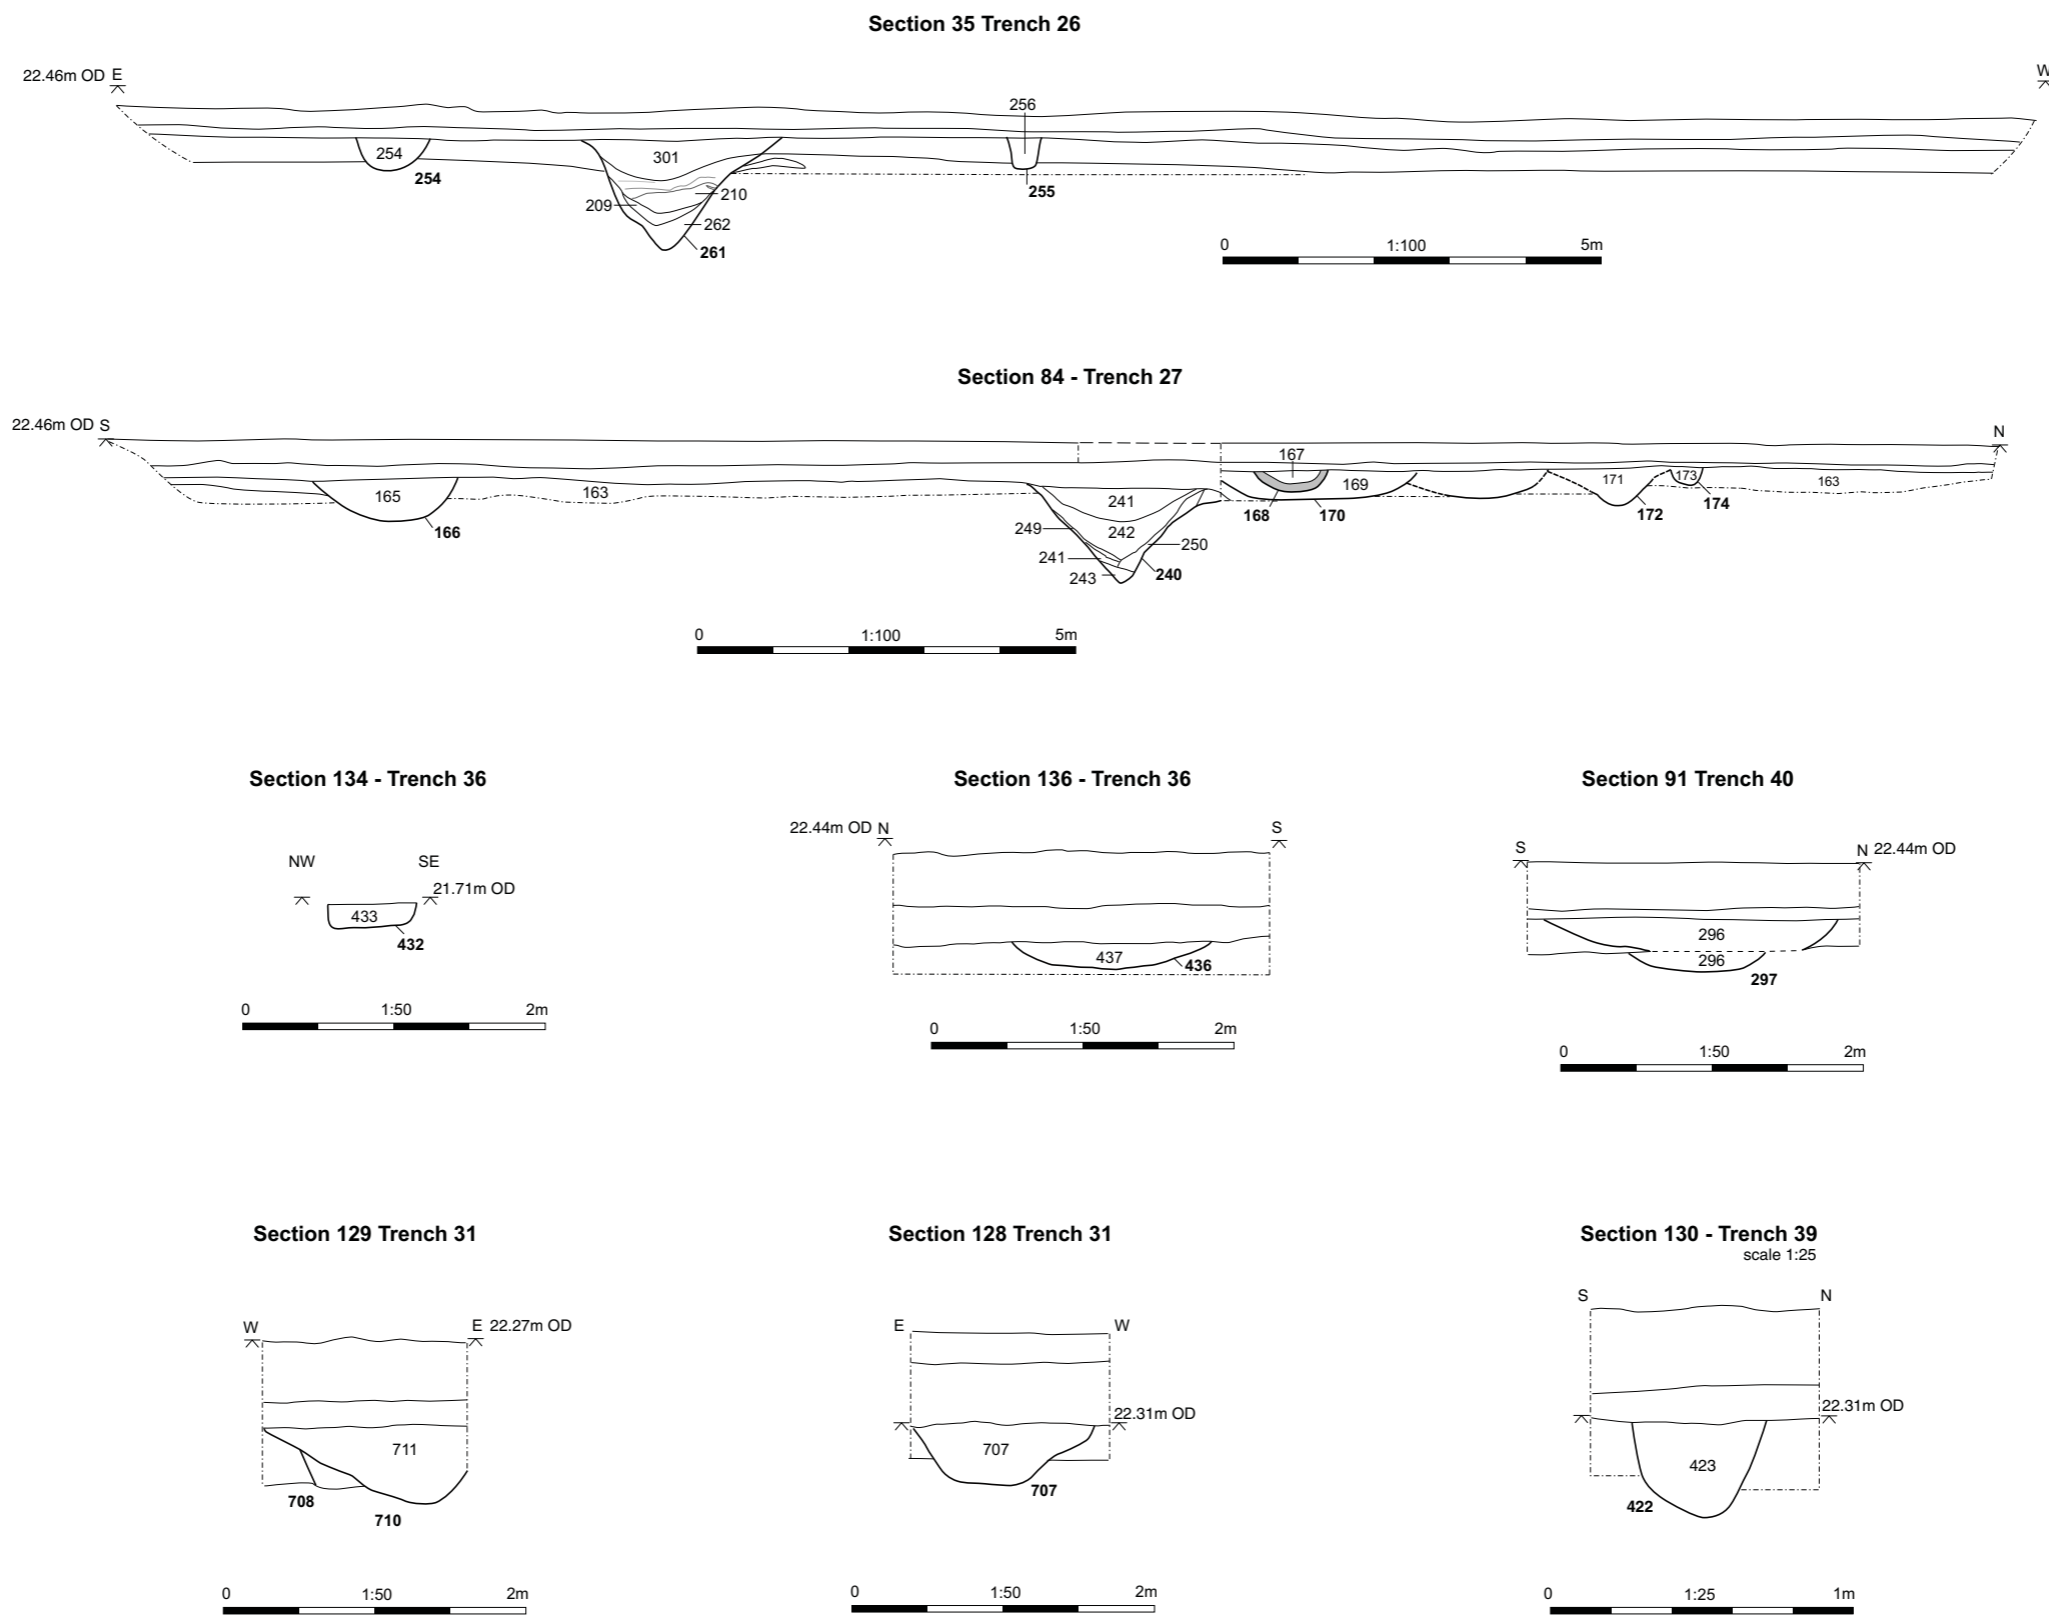 Section 35 Trench 26
22.46m OD E
W
256
254
301
254
210
255
209
262
261
0 1:100 5m
Section 84 - Trench 27
22.46m OD S
N
167
165
163
241
169
171
173
163
168
170
172
174
166
249
242
250
241
240
243
0 1:100 5m
Section 134 - Trench 36
NW SE
21.71m OD
433
432
0 1:50 2m
Section 136 - Trench 36
22.44m OD N
S
437
436
0 1:50 2m
Section 91 Trench 40
S
N 22.44m OD
296
296
297
0 1:50 2m
Section 129 Trench 31
W
E 22.27m OD
711
708
710
0 1:50 2m
Section 128 Trench 31
E W
22.31m OD
707
707
0 1:50 2m
Section 130 - Trench 39
scale 1:25
S N
22.31m OD
423
422
0 1:25 1m